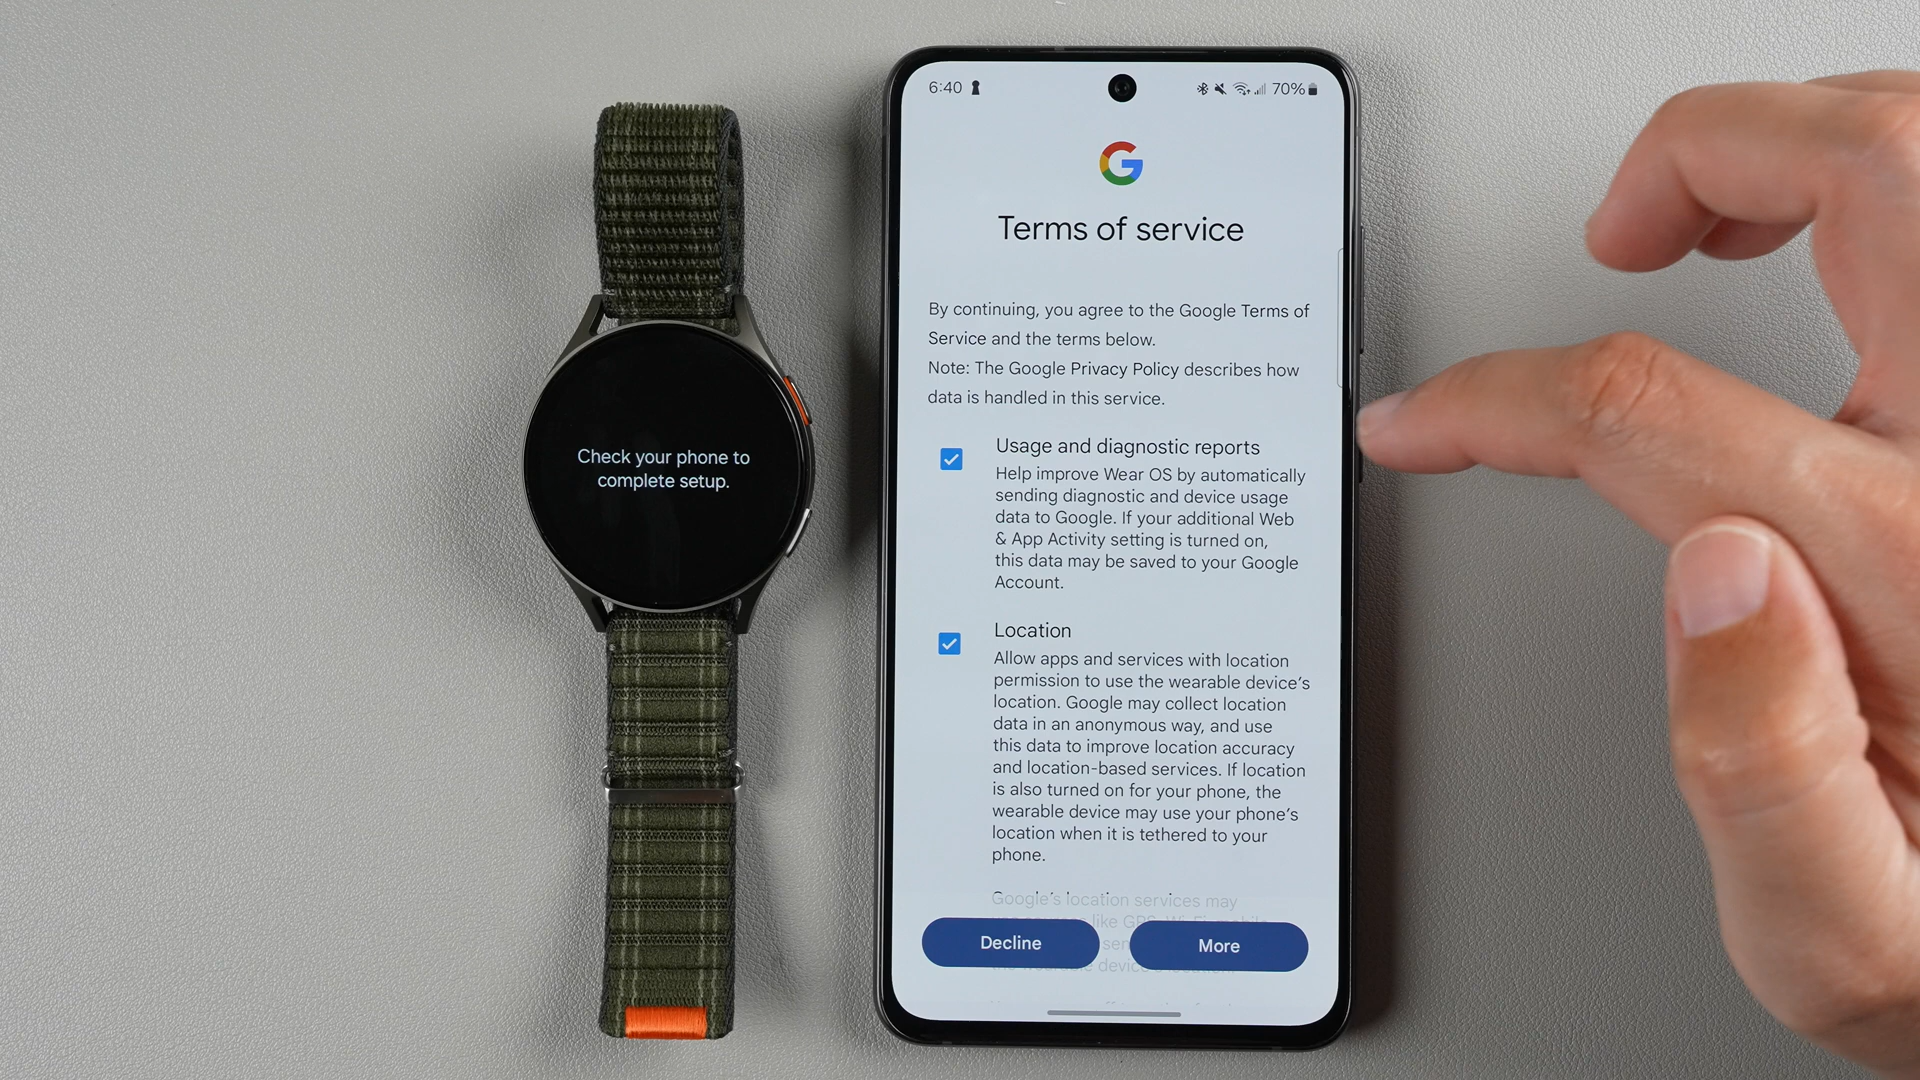 Check your phone to
complete setup.
6:40
70%
G
Terms of service
By continuing, you agree to the Google Terms of
Service and the terms below.
Note: The Google Privacy Policy describes how
data is handled in this service.
Usage and diagnostic reports
Help improve Wear OS by automatically
sending diagnostic and device usage
data to Google. If your additional Web
& App Activity setting is turned on,
this data may be saved to your Google
Account.
Location
Allow apps and services with location
permission to use the wearable device's
location. Google may collect location
data in an anonymous way, and use
this data to improve location accuracy
and location-based services. If location
is also turned on for your phone, the
wearable device may use your phone's
location when it is tethered to your
phone.
Google's location services may
like GPS, Wi-Fi, mobile
Decline
More